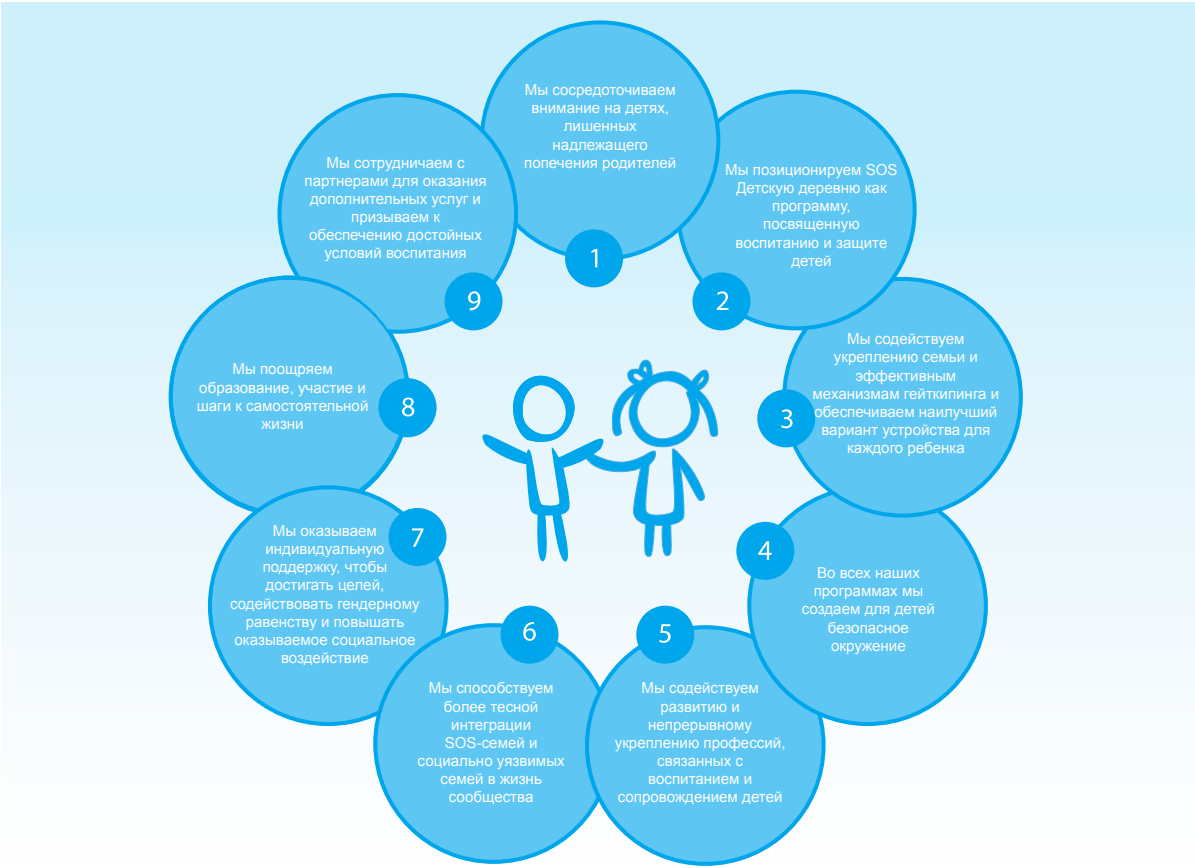 Мы сосредоточиваем
внимание на детях,
лишенных
надлежащего
попечения родителей
1
Мы позиционируем SOS
Детскую деревню как
программу,
посвященную
воспитанию и защите
детей
2
Мы содействуем
укреплению семьи и
эффективным
механизмам гейткипинга и
обеспечиваем наилучший
вариант устройства для
каждого ребенка
3
Во всех наших
программах мы
создаем для детей
безопасное
окружение
4
Мы содействуем
развитию и
непрерывному
укреплению профессий,
связанных с
воспитанием и
сопровождением детей
5
Мы способствуем
более тесной
интеграции
SOS-семей и
социально уязвимых
семей в жизнь
сообщества
6
Мы оказываем
индивидуальную
поддержку, чтобы
достигать целей,
содействовать гендерному
равенству и повышать
оказываемое социальное
воздействие
7
Мы поощряем
образование, участие и
шаги к самостоятельной
жизни
8
Мы сотрудничаем с
партнерами для оказания
дополнительных услуг и
призываем к
обеспечению достойных
условий воспитания
9